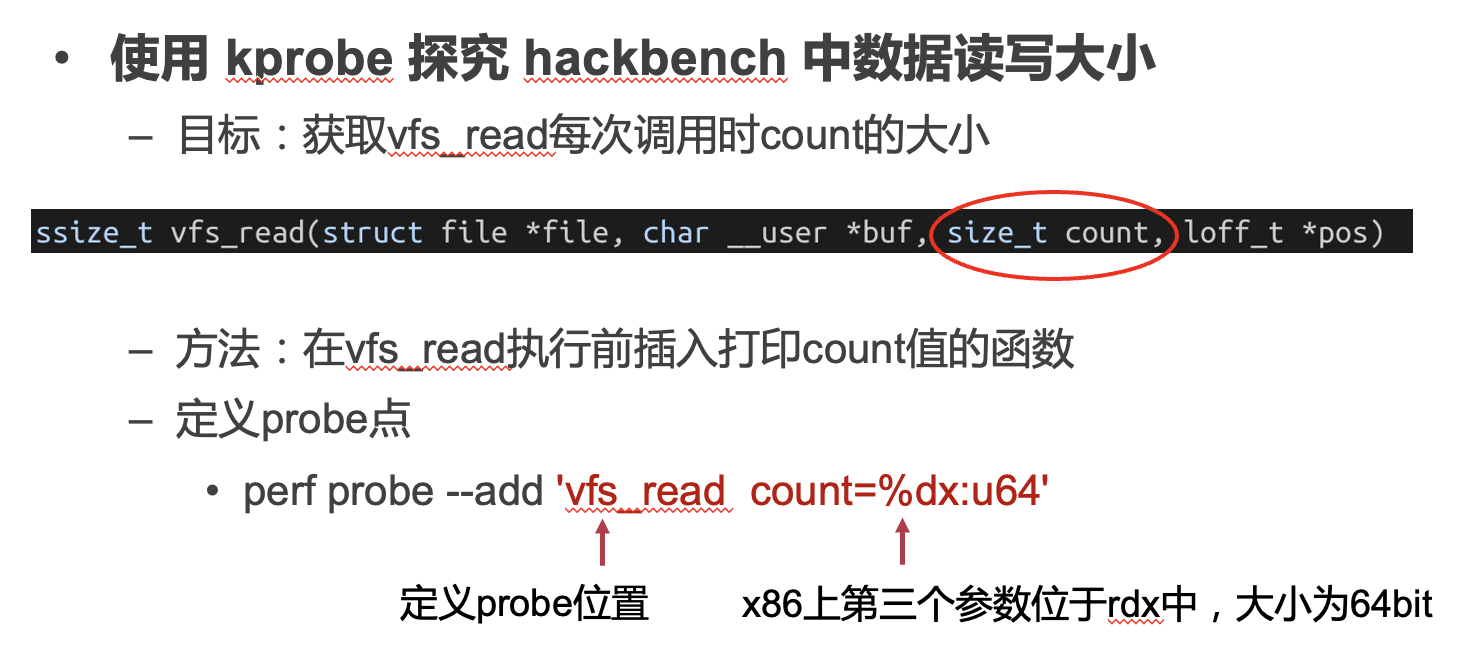 • 使用 kprobe 探究 hackbench 中数据读写大小
– 目标：获取vfs_read每次调用时count的大小
ssize_t vfs_read(struct file *file, char __user *buf, size_t count, loff_t *pos)
– 方法：在vfs_read执行前插入打印count值的函数
– 定义probe点
• perf probe --add 'vfs_read  count=%dx:u64'
定义probe位置
x86上第三个参数位于rdx中，大小为64bit